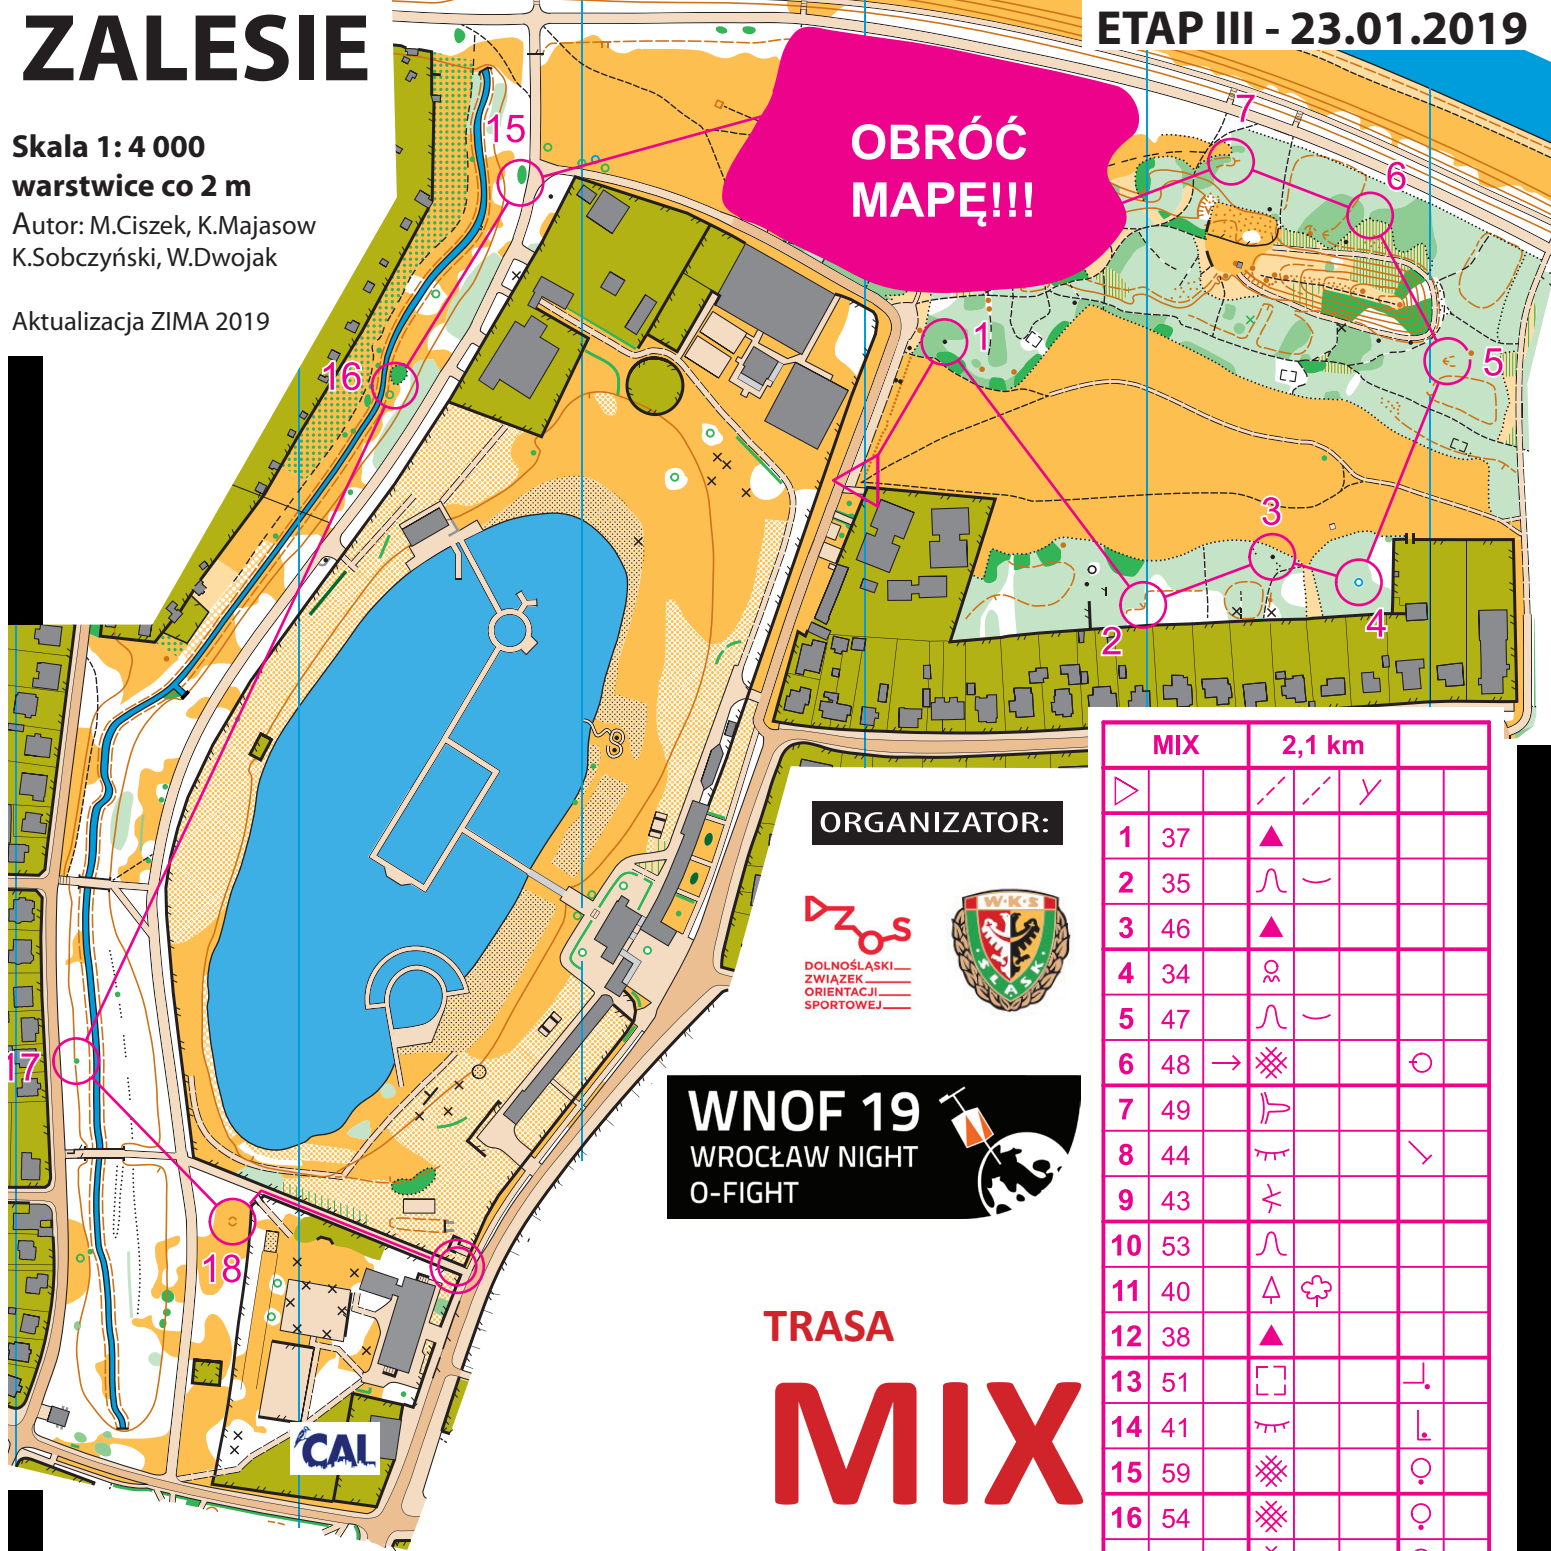 ZALESIE
ETAP III - 23.01.2019
Skala 1: 4 000
warstwice co 2 m
Autor: M.Ciszek, K.Majasow
K.Sobczyński, W.Dwojak
Aktualizacja ZIMA 2019
OBRÓĆ
MAPĘ!!!
15
7
6
16
1
5
3
2
4
17
18
MIX 2,1 km
1 37
2 35
3 46
4 34
5 47
6 48
7 49
8 44
9 43
10 53
11 40
12 38
13 51
14 41
15 59
16 54
ORGANIZATOR:
DZOS
DOLNOŚLĄSKI
ZWIĄZEK
ORIENTACJI
SPORTOWEJ
W·K·S
ŚLĄSK
WNOF 19
WROCŁAW NIGHT
O-FIGHT
TRASA
MIX
CAL